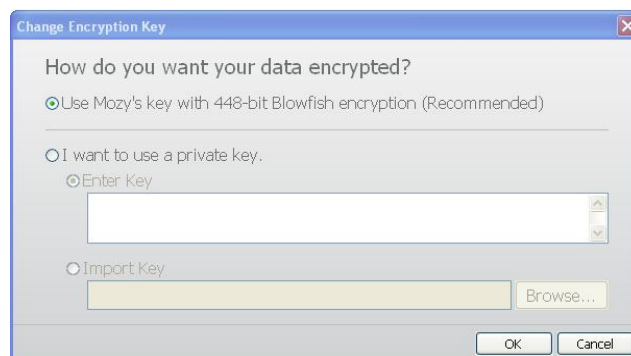 Change Encryption Key
How do you want your data encrypted?
Use Mozy's key with 448-bit Blowfish encryption (Recommended)
I want to use a private key.
Enter Key
Import Key
Browse...
OK Cancel